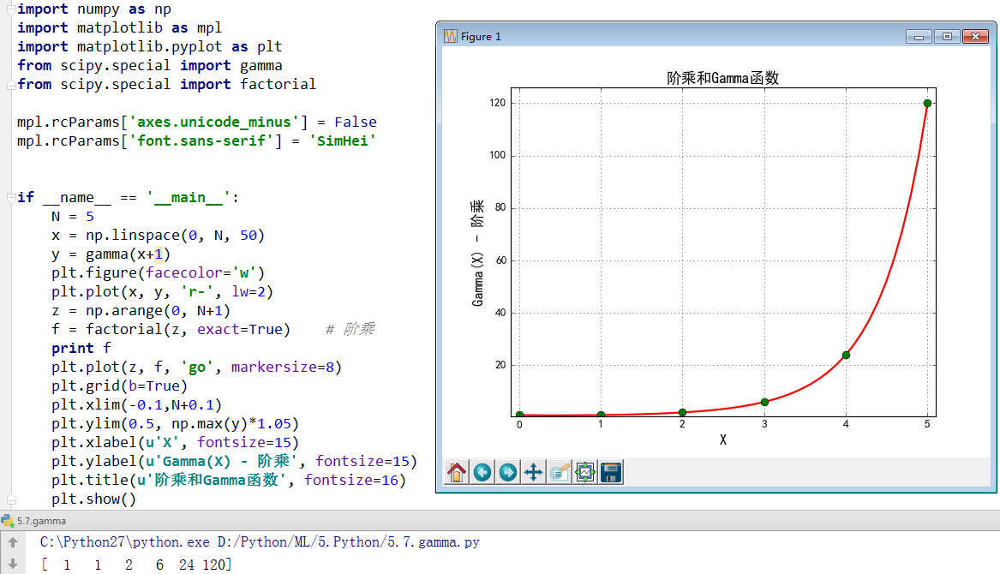 import numpy as np
import matplotlib as mpl
import matplotlib.pyplot as plt
from scipy.special import gamma
from scipy.special import factorial
mpl.rcParams['axes.unicode_minus'] = False
mpl.rcParams['font.sans-serif'] = 'SimHei'
if __name__ == '__main__':
N = 5
x = np.linspace(0, N, 50)
y = gamma(x+1)
plt.figure(facecolor='w')
plt.plot(x, y, 'r-', lw=2)
z = np.arange(0, N+1)
f = factorial(z, exact=True)    # 阶乘
print f
plt.plot(z, f, 'go', markersize=8)
plt.grid(b=True)
plt.xlim(-0.1,N+0.1)
plt.ylim(0.5, np.max(y)*1.05)
plt.xlabel(u'X', fontsize=15)
plt.ylabel(u'Gamma(X) - 阶乘', fontsize=15)
plt.title(u'阶乘和Gamma函数', fontsize=16)
plt.show()
Figure 1
阶乘和Gamma函数
120
100
80
60
40
20
Gamma(X) - 阶乘
0 1 2 3 4 5
X
5.7.gamma
C:\Python27\python.exe D:/Python/ML/5.Python/5.7.gamma.py
[  1   1   2   6  24 120]